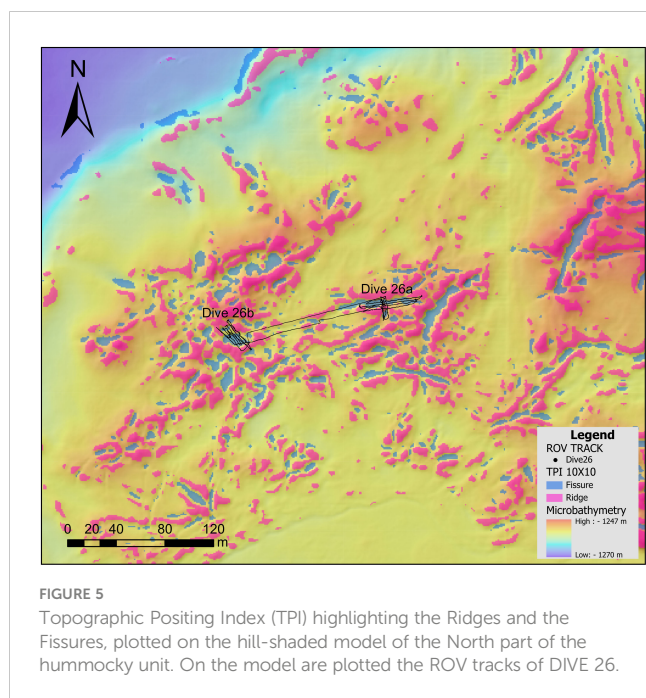 N
Dive 26a
Dive 26b
Legend
ROV TRACK
Dive26
TPI 10X10
Fissure
Ridge
Microbathymetry
High : - 1247 m
Low: - 1270 m
0 20 40 80 120
m
FIGURE 5
Topographic Positing Index (TPI) highlighting the Ridges and the
Fissures, plotted on the hill-shaded model of the North part of the
hummocky unit. On the model are plotted the ROV tracks of DIVE 26.